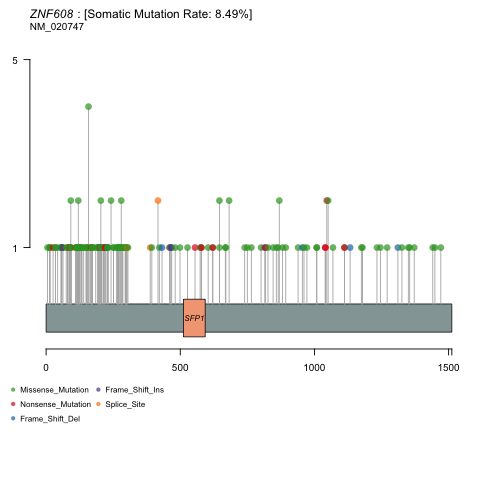 ZNF608 : [Somatic Mutation Rate: 8.49%]
NM_020747
5
1
SFP1
0 500 1000 1500
Missense_Mutation Frame_Shift_Ins
Nonsense_Mutation Splice_Site
Frame_Shift_Del